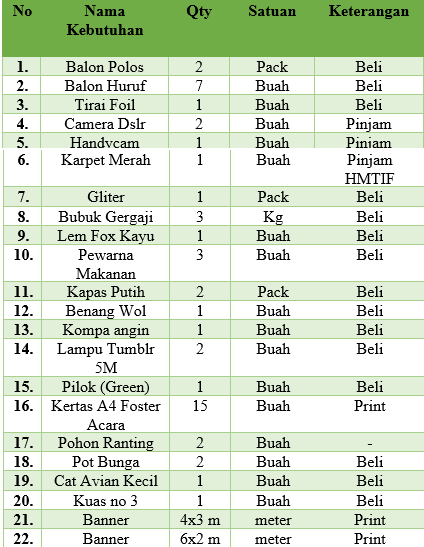 No Nama Kebutuhan Qty Satuan Keterangan
1. Balon Polos 2 Pack Beli
2. Balon Huruf 7 Buah Beli
3. Tirai Foil 1 Buah Beli
4. Camera Dslr 2 Buah Pinjam
5. Handycam 1 Buah Pinjam
6. Karpet Merah 1 Buah Pinjam HMTIF
7. Gliter 1 Pack Beli
8. Bubuk Gergaji 3 Kg Beli
9. Lem Fox Kayu 1 Buah Beli
10. Pewarna Makanan 3 Buah Beli
11. Kapas Putih 2 Pack Beli
12. Benang Wol 1 Buah Beli
13. Kompa angin 1 Buah Beli
14. Lampu Tumblr 5M 2 Buah Beli
15. Pilok (Green) 1 Buah Beli
16. Kertas A4 Foster Acara 15 Buah Print
17. Pohon Ranting 2 Buah -
18. Pot Bunga 2 Buah Beli
19. Cat Avian Kecil 1 Buah Beli
20. Kuas no 3 1 Buah Beli
21. Banner 4x3 m meter Print
22. Banner 6x2 m meter Print